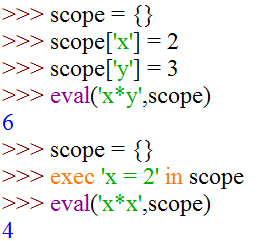 >>> scope = {}
>>> scope['x'] = 2
>>> scope['y'] = 3
>>> eval('x*y',scope)
6
>>> scope = {}
>>> exec 'x = 2' in scope
>>> eval('x*x',scope)
4